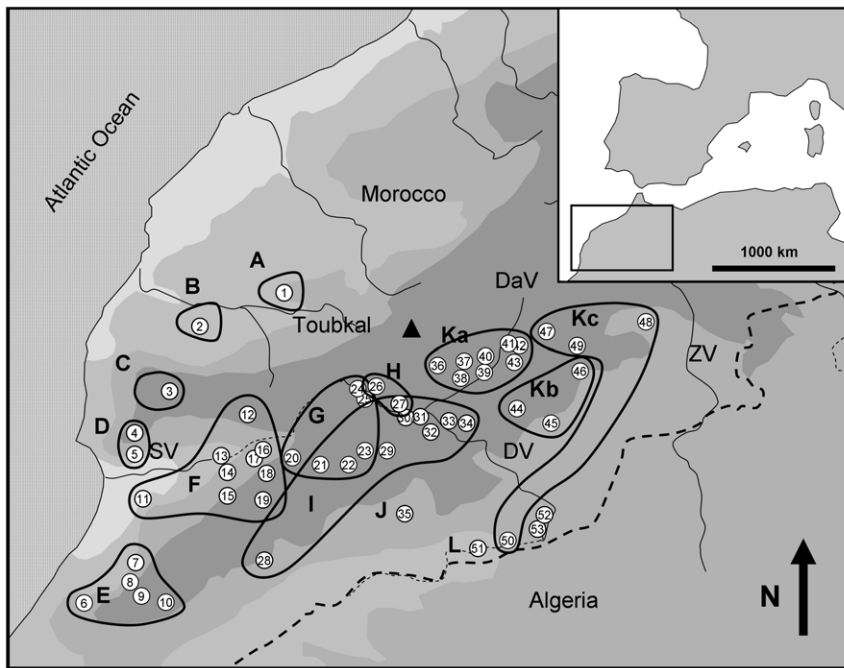 Atlantic Ocean
Morocco
1000 km
A
1
B
2
Toubkal
DaV
Kc
47
48
49
ZV
Ka
36
37
38
39
40
41
42
43
Kb
44
45
46
C
3
D
4
5
SV
H
24
25
26
27
G
20
21
22
23
12
13
14
15
16
17
18
19
F
11
30
31
32
33
34
29
DV
I
28
J
35
L
51
50
52
53
E
6
7
8
9
10
Algeria
N